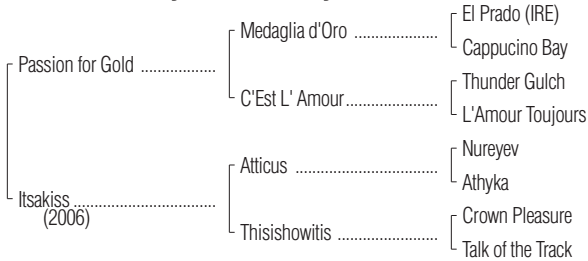 El Prado (IRE)
Medaglia d'Oro ..................
Cappucino Bay
Passion for Gold ................
Thunder Gulch
C'Est L' Amour...................
L'Amour Toujours
Nureyev
Atticus ..............................
Athyka
Itsakiss ..............................
(2006)
Crown Pleasure
Thisishowitis .....................
Talk of the Track